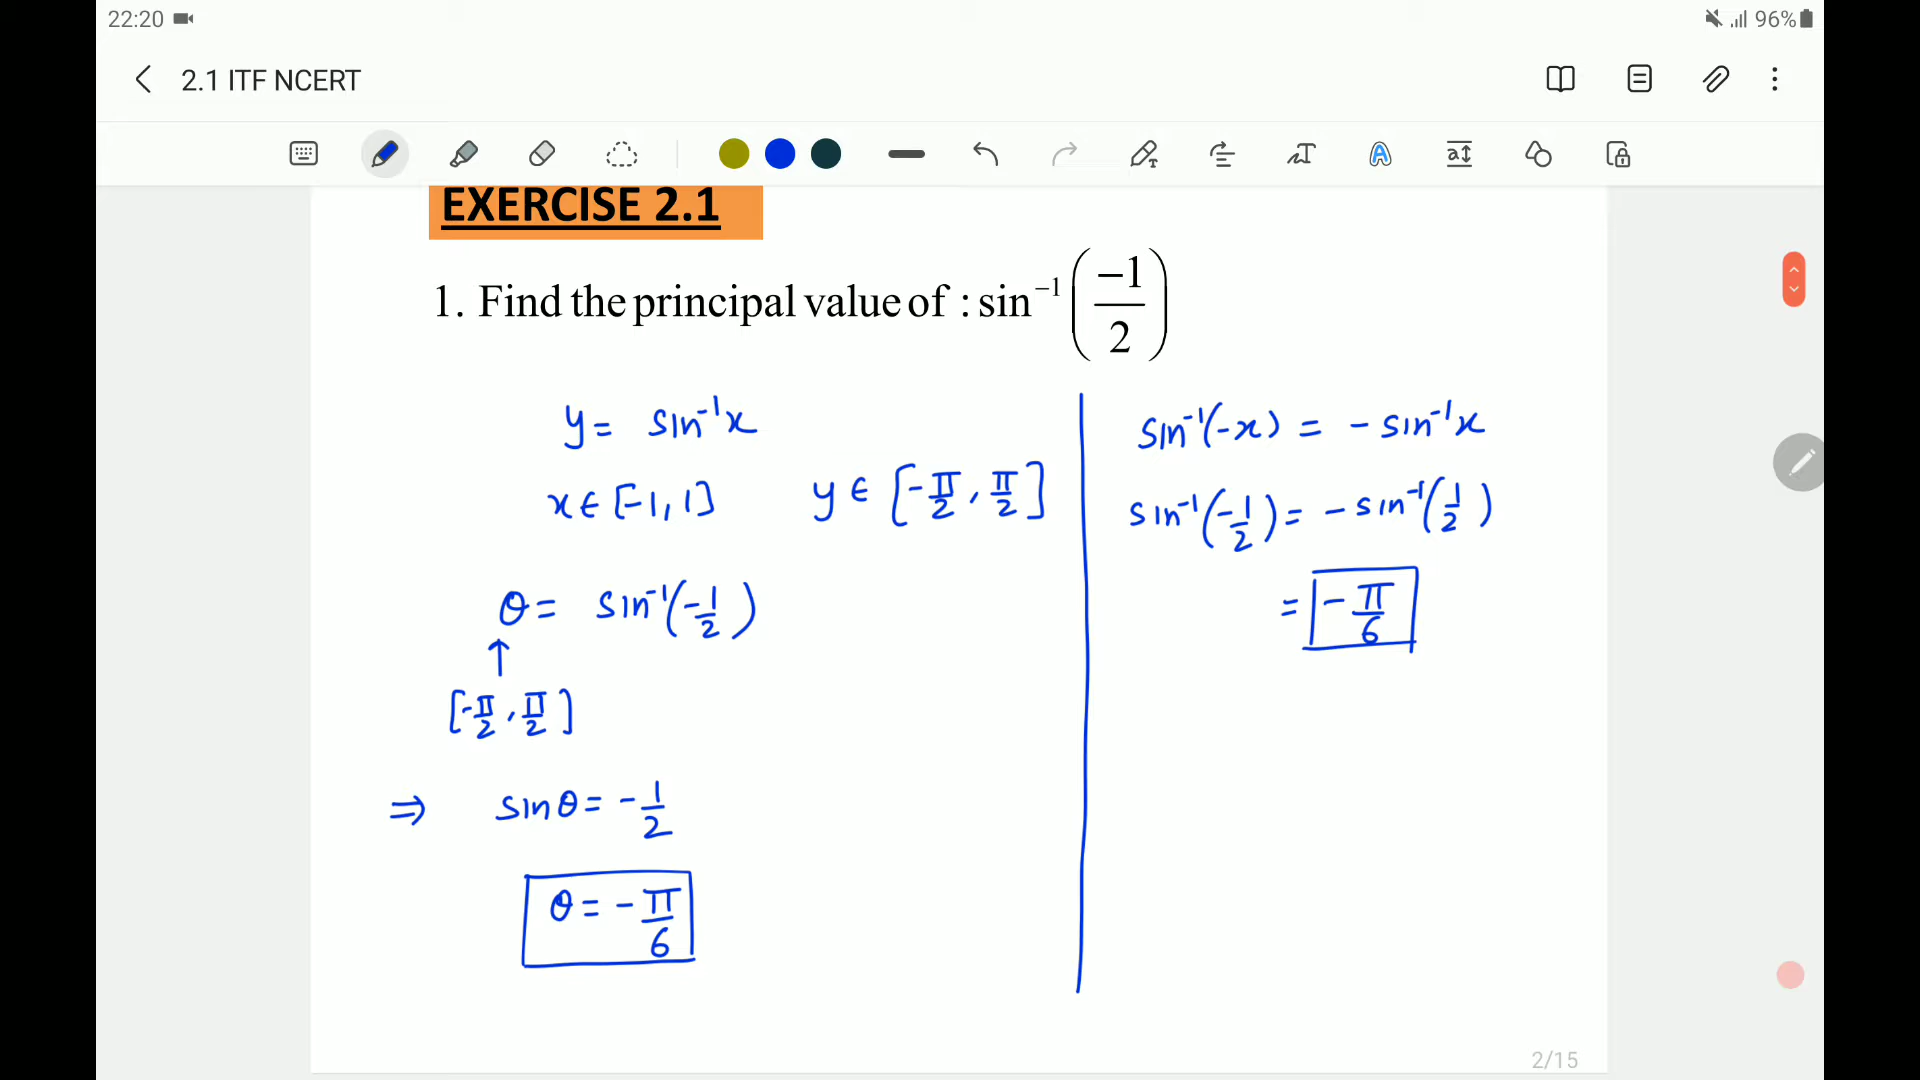 22:20
96%
2.1 ITF NCERT
EXERCISE 2.1
1. Find the principal value of : sin⁻¹(−1/2)
y = sin⁻¹x
x ∈ [-1, 1] y ∈ [-π/2, π/2]
θ = sin⁻¹(-1/2)
↑
[-π/2, π/2]
⇒ sinθ = -1/2
θ = -π/6
sin⁻¹(-x) = - sin⁻¹x
sin⁻¹(-1/2) = - sin⁻¹(1/2)
= -π/6
2/15